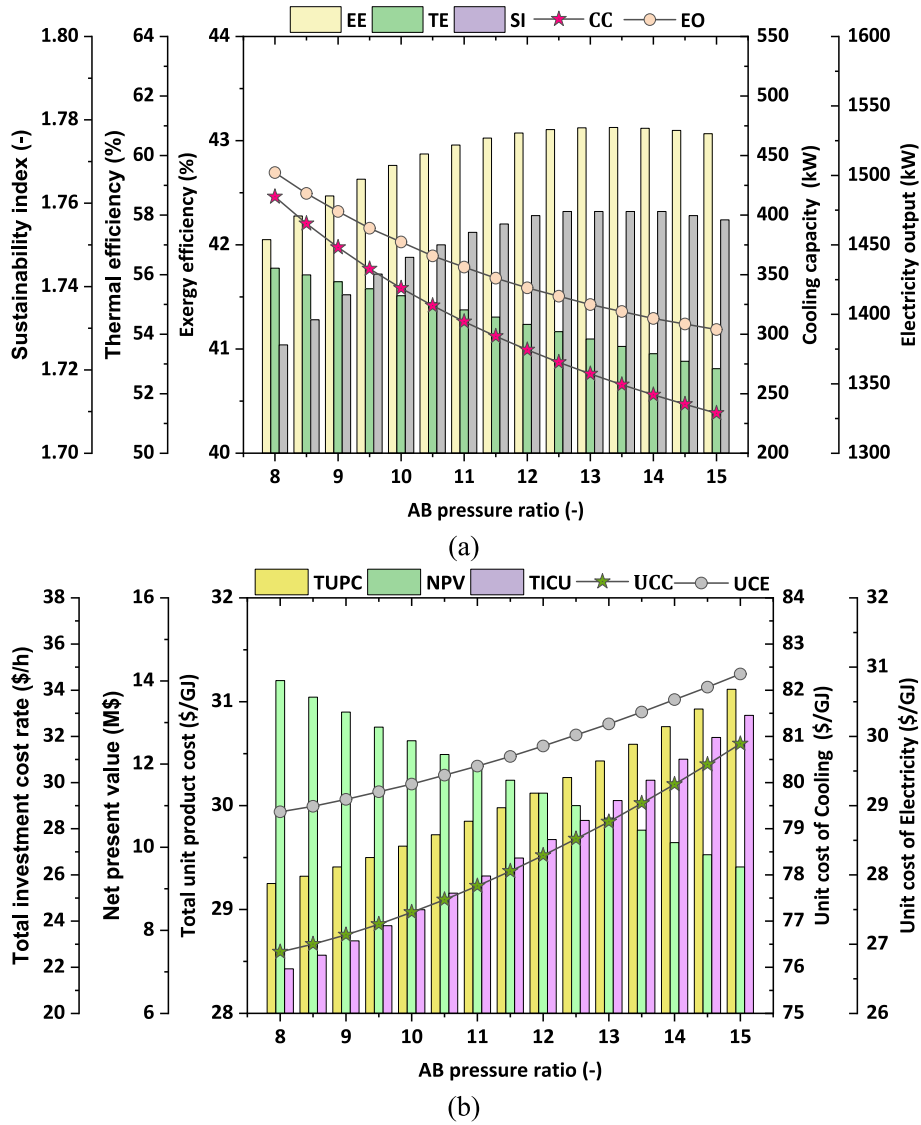 EE TE SI CC EO
1.80 64 44 550 1600
62 500
1.78 43 450 1550
60
1.76 58 400 1500
42 350
1.74 56 1450
54 300 1400
1.72 41
52 250 1350
1.70 50 40 200 1300
Sustainability index (-)
Thermal efficiency (%)
Exergy efficiency (%)
Cooling capacity (kW)
Electricity output (kW)
8 9 10 11 12 13 14 15
AB pressure ratio (-)
(a)
TUPC NPV TICU UCC UCE
38 16 32 84 32
36 83
34 14 31 82 31
32 81 30
30 12 30 80
28 79 29
26 10 78
24 29 77 28
22 8 76 27
20 6 28 75 26
Total investment cost rate ($/h)
Net present value (M$)
Total unit product cost ($/GJ)
Unit cost of Cooling ($/GJ)
Unit cost of Electricity ($/GJ)
8 9 10 11 12 13 14 15
AB pressure ratio (-)
(b)